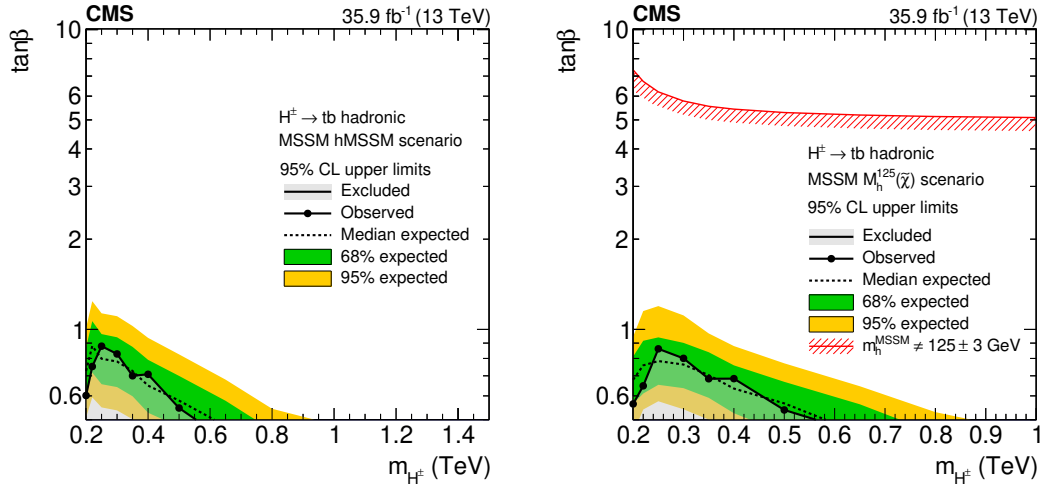 CMS 35.9 fb⁻¹ (13 TeV)
tanβ
10
6
5
4
3
2
1
0.6
H± → tb hadronic
MSSM hMSSM scenario
95% CL upper limits
Excluded
Observed
Median expected
68% expected
95% expected
0.2 0.4 0.6 0.8 1 1.2 1.4
m_H± (TeV)
CMS 35.9 fb⁻¹ (13 TeV)
tanβ
10
6
5
4
3
2
1
0.6
H± → tb hadronic
MSSM M_h^125(χ̃) scenario
95% CL upper limits
Excluded
Observed
Median expected
68% expected
95% expected
m_h^MSSM ≠ 125 ± 3 GeV
0.2 0.3 0.4 0.5 0.6 0.7 0.8 0.9 1
m_H± (TeV)